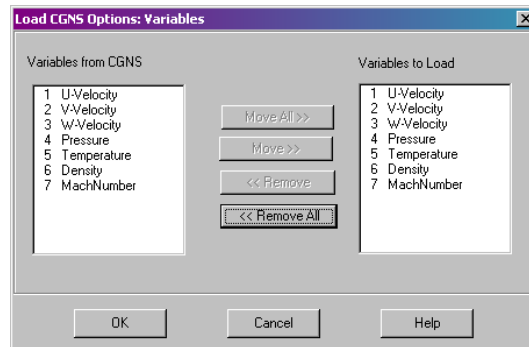 Load CGNS Options: Variables
Variables from CGNS
1 U-Velocity
2 V-Velocity
3 W-Velocity
4 Pressure
5 Temperature
6 Density
7 MachNumber
Move All >>
Move >>
<< Remove
<< Remove All
Variables to Load
1 U-Velocity
2 V-Velocity
3 W-Velocity
4 Pressure
5 Temperature
6 Density
7 MachNumber
OK
Cancel
Help